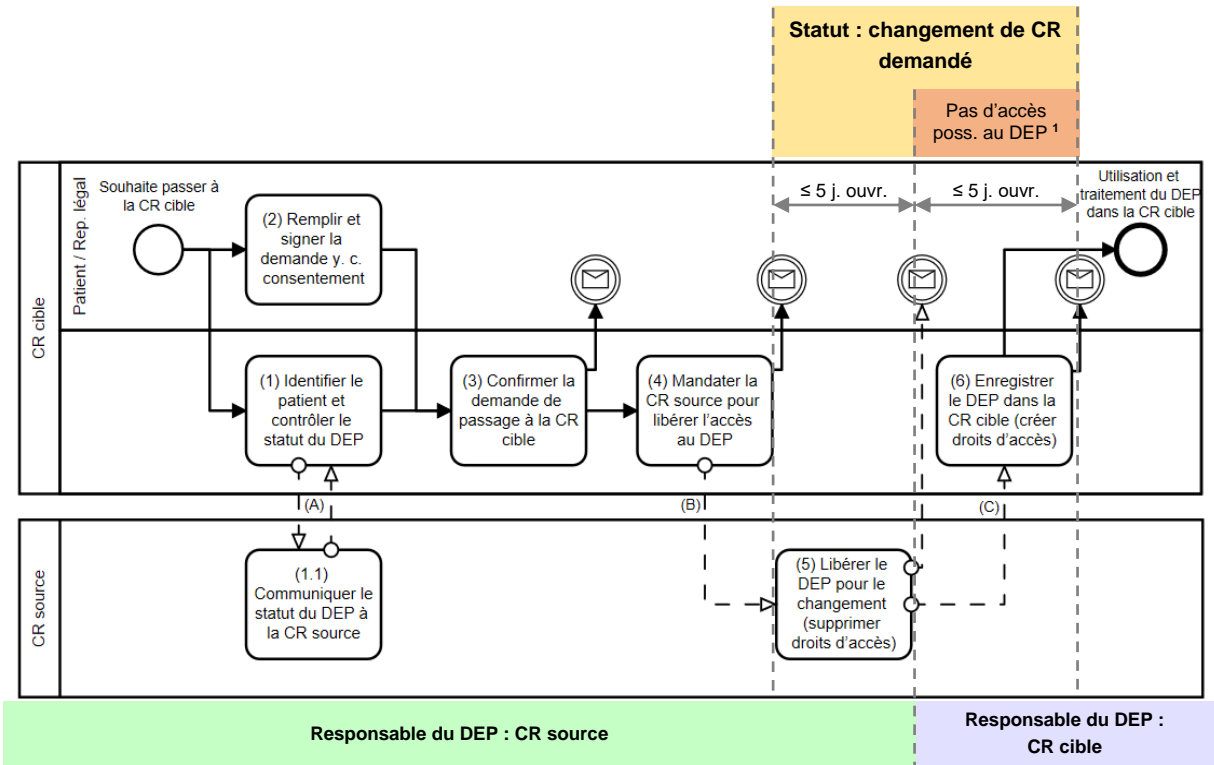 Statut : changement de CR
demandé
Pas d'accès
poss. au DEP ¹
CR cible
Patient / Rep. légal
Souhaite passer à
la CR cible
(2) Remplir et
signer la
demande y. c.
consentement
≤ 5 j. ouvr.
≤ 5 j. ouvr.
Utilisation et
traitement du DEP
dans la CR cible
(1) Identifier le
patient et
contrôler le
statut du DEP
(3) Confirmer la
demande de
passage à la CR
cible
(4) Mandater la
CR source pour
libérer l'accès
au DEP
(6) Enregistrer
le DEP dans la
CR cible (créer
droits d'accès)
(A)
(B)
(C)
CR source
(1.1)
Communiquer le
statut du DEP à
la CR source
(5) Libérer le
DEP pour le
changement
(supprimer
droits d'accès)
Responsable du DEP : CR source
Responsable du DEP :
CR cible